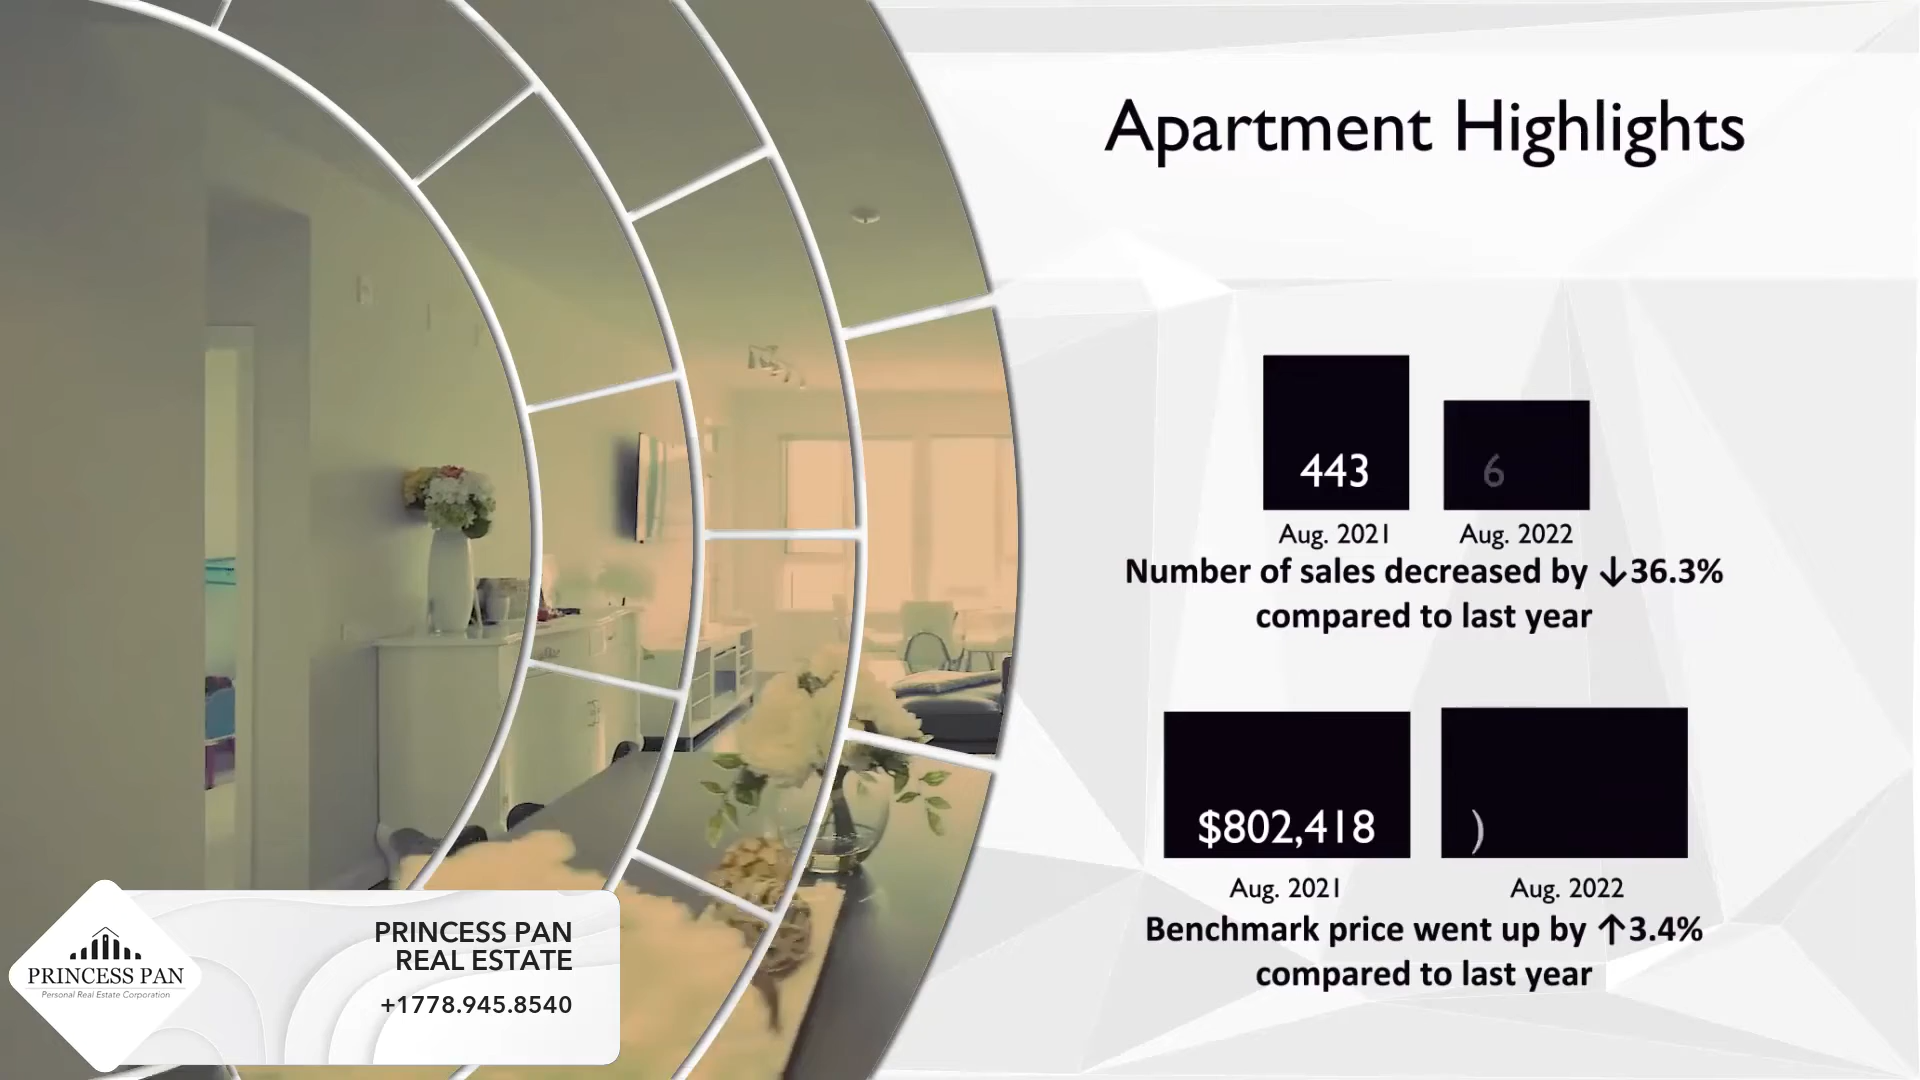 Apartment Highlights
443
6
Aug. 2021
Aug. 2022
Number of sales decreased by ↓36.3%
compared to last year
$802,418
)
Aug. 2021
Aug. 2022
Benchmark price went up by ↑3.4%
compared to last year
PRINCESS PAN
REAL ESTATE
+1778.945.8540
PRINCESS PAN
Personal Real Estate Corporation